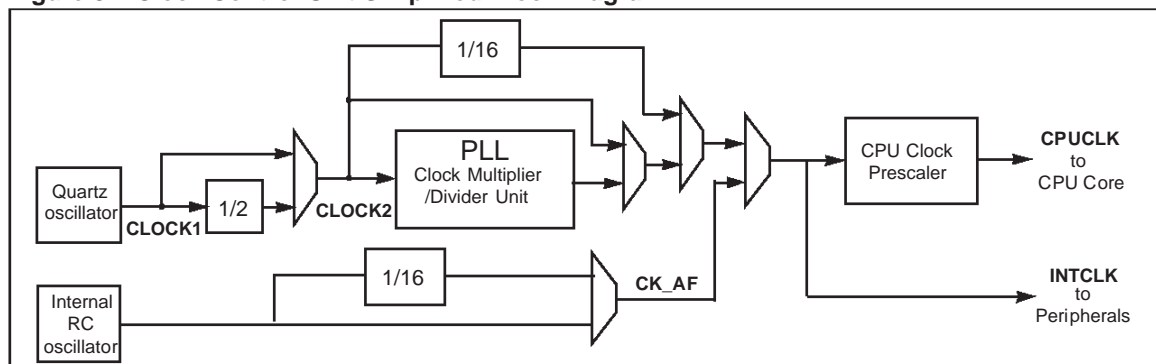 1/16
PLL
Clock Multiplier
/Divider Unit
CPU Clock
Prescaler
CPUCLK
to
CPU Core
Quartz
oscillator
CLOCK1
1/2
CLOCK2
1/16
CK_AF
INTCLK
to
Peripherals
Internal
RC
oscillator